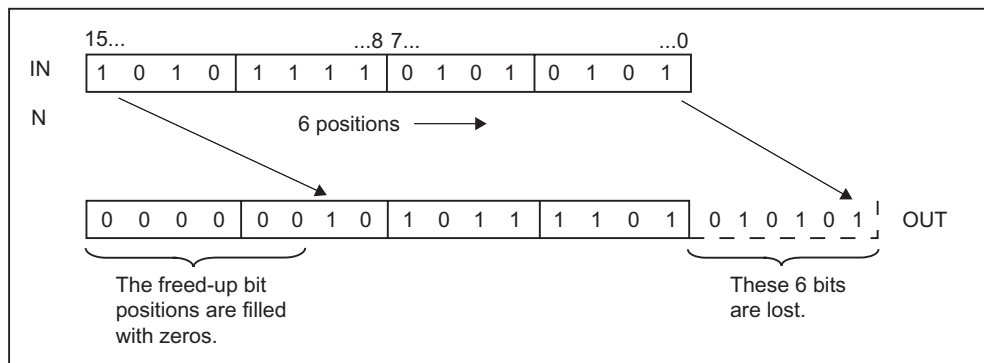 15... ...8 7... ...0
IN 1 0 1 0 1 1 1 1 0 1 0 1 0 1 0 1
N 6 positions
0 0 0 0 0 0 1 0 1 0 1 1 1 1 0 1 0 1 0 1 0 1 OUT
The freed-up bit
positions are filled
with zeros.
These 6 bits
are lost.